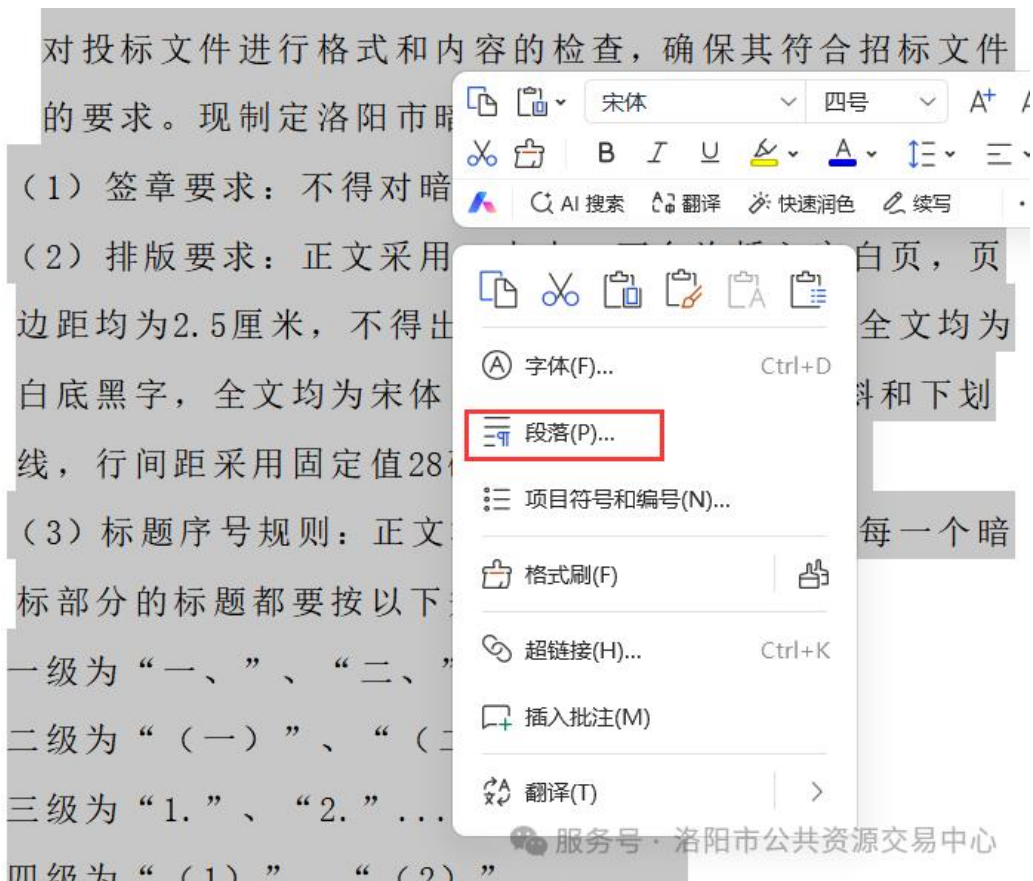 对投标文件进行格式和内容的检查，确保其符合招标文件
的要求。现制定洛阳市暗
宋体
四号
A+
B I U A
（1）签章要求：不得对暗
AI 搜索 翻译 快速润色 续写
（2）排版要求：正文采用
白页，页
边距均为2.5厘米，不得出
全文均为
字体(F)... Ctrl+D
白底黑字，全文均为宋体
和下划
段落(P)...
线，行间距采用固定值28
项目符号和编号(N)...
（3）标题序号规则：正文
每一个暗
格式刷(F)
标部分的标题都要按以下
超链接(H)... Ctrl+K
一级为“一、”、“二、”
插入批注(M)
二级为“（一）”、“（二
翻译(T)
三级为“1.”、“2.”...
服务号 · 洛阳市公共资源交易中心
四级为“（1）”、“（2）”